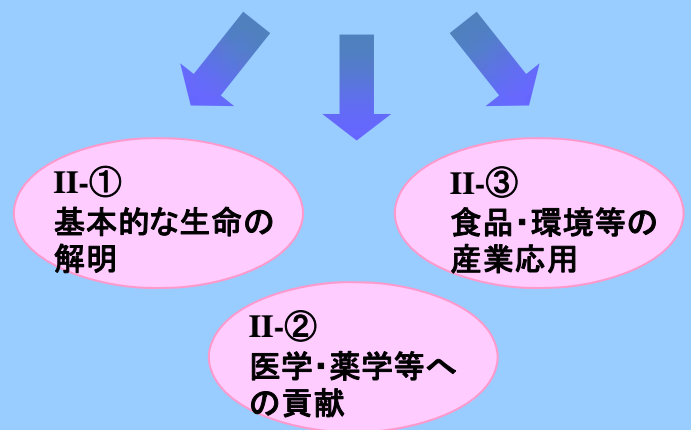 II-①
基本的な生命の
解明
II-②
医学・薬学等へ
の貢献
II-③
食品・環境等の
産業応用